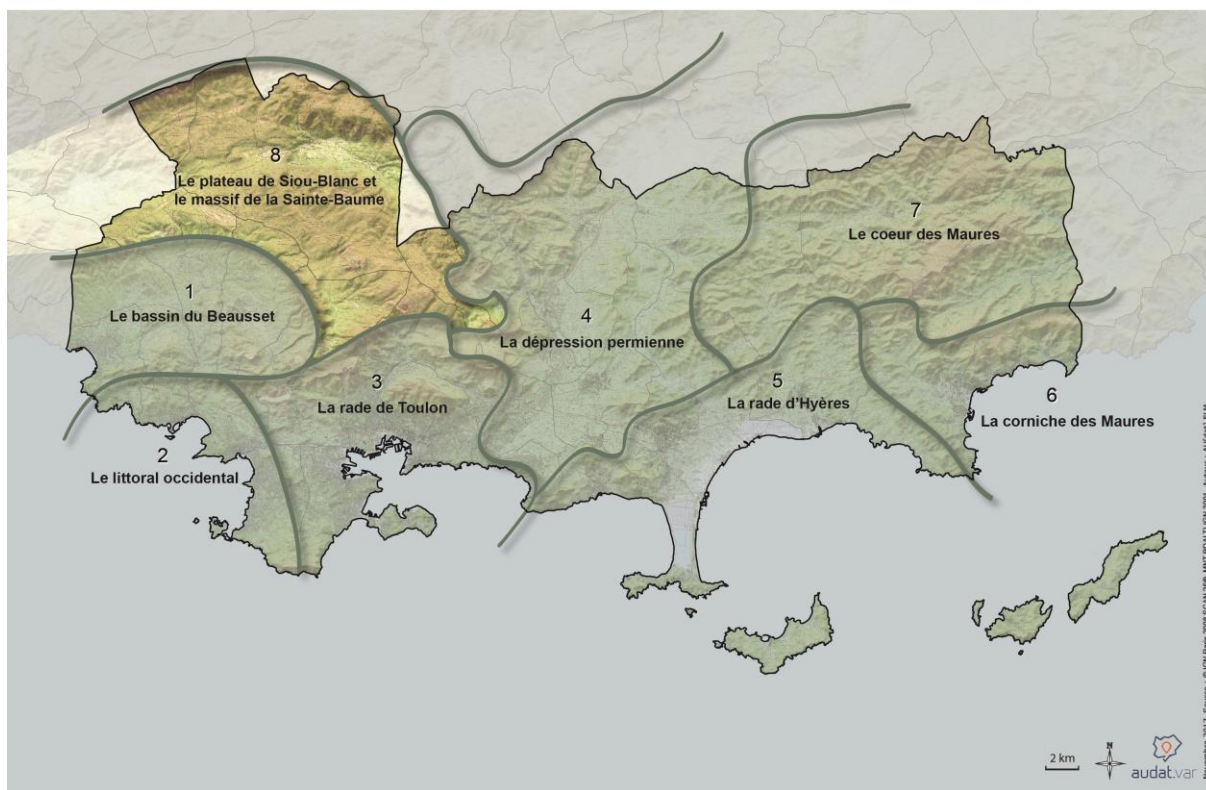 8
Le plateau de Siou-Blanc et
le massif de la Sainte-Baume
7
Le coeur des Maures
1
Le bassin du Beausset
4
La dépression permienne
3
La rade de Toulon
5
La rade d'Hyères
6
La corniche des Maures
2
Le littoral occidental
2 km
N
audat.var